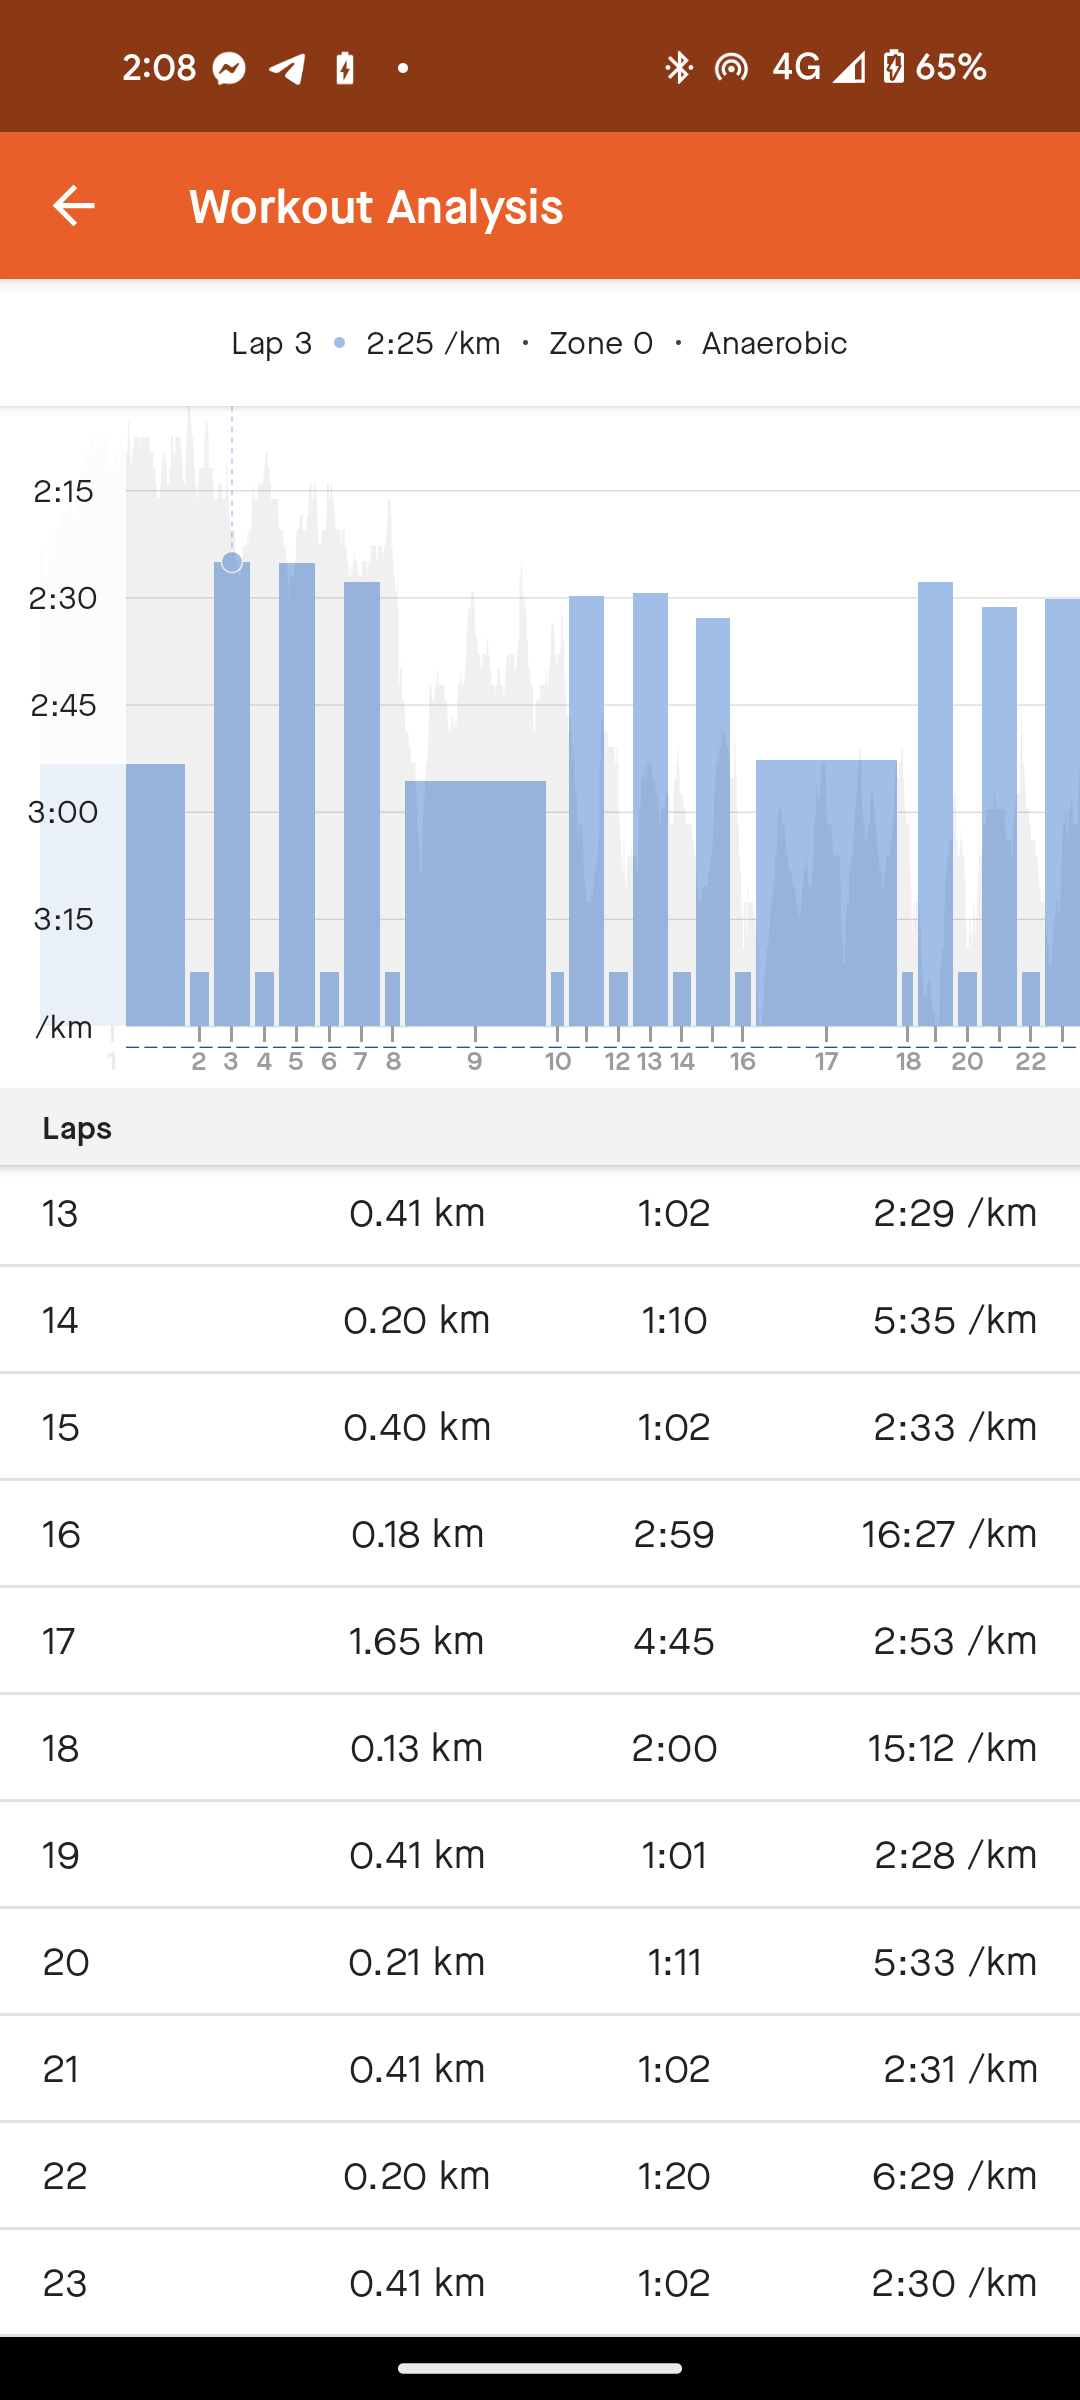 2:08 4G 65%
Workout Analysis
Lap 3 • 2:25 /km • Zone 0 • Anaerobic
2:15
2:30
2:45
3:00
3:15
/km
1 2 3 4 5 6 7 8 9 10 12 13 14 16 17 18 20 22
Laps
13 0.41 km 1:02 2:29 /km
14 0.20 km 1:10 5:35 /km
15 0.40 km 1:02 2:33 /km
16 0.18 km 2:59 16:27 /km
17 1.65 km 4:45 2:53 /km
18 0.13 km 2:00 15:12 /km
19 0.41 km 1:01 2:28 /km
20 0.21 km 1:11 5:33 /km
21 0.41 km 1:02 2:31 /km
22 0.20 km 1:20 6:29 /km
23 0.41 km 1:02 2:30 /km